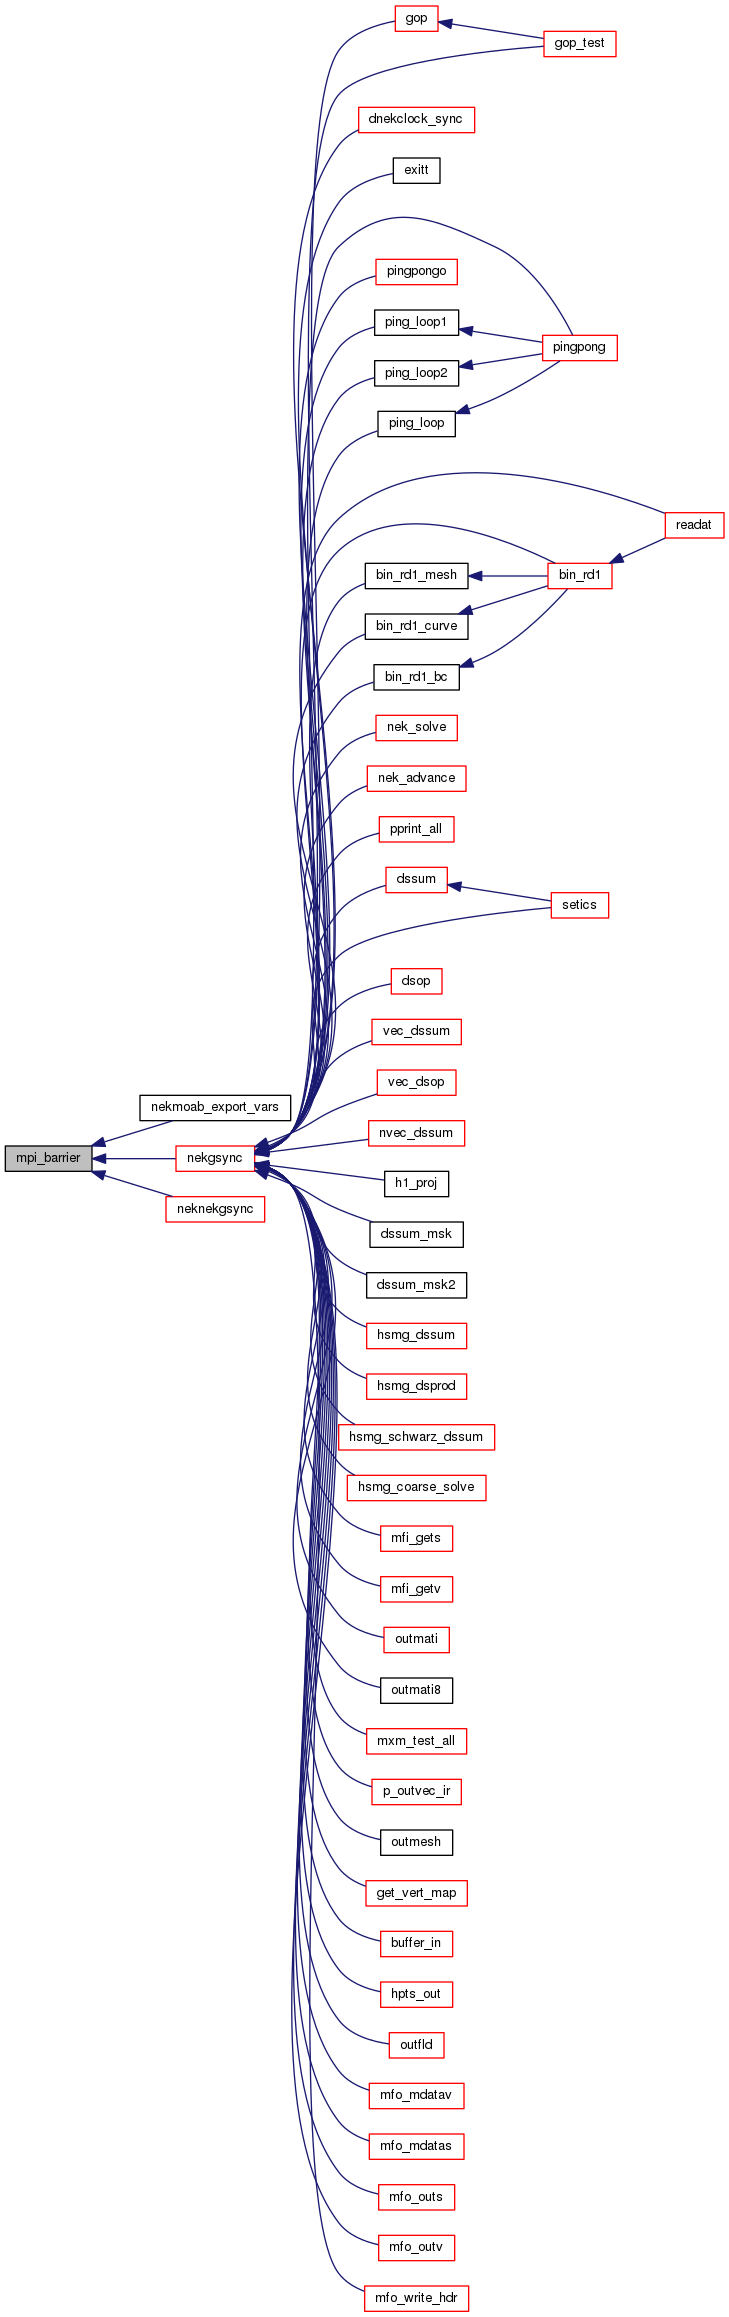 gop
gop_test
dnekclock_sync
exitt
pingpongo
ping_loop1
pingpong
ping_loop2
ping_loop
readat
bin_rd1_mesh
bin_rd1
bin_rd1_curve
bin_rd1_bc
nek_solve
nek_advance
pprint_all
dssum
setics
dsop
vec_dssum
vec_dsop
nekmoab_export_vars
nvec_dssum
mpi_barrier
nekgsync
h1_proj
neknekgsync
dssum_msk
dssum_msk2
hsmg_dssum
hsmg_dsprod
hsmg_schwarz_dssum
hsmg_coarse_solve
mfi_gets
mfi_getv
outmati
outmati8
mxm_test_all
p_outvec_ir
outmesh
get_vert_map
buffer_in
hpts_out
outfld
mfo_mdatav
mfo_mdatas
mfo_outs
mfo_outv
mfo_write_hdr